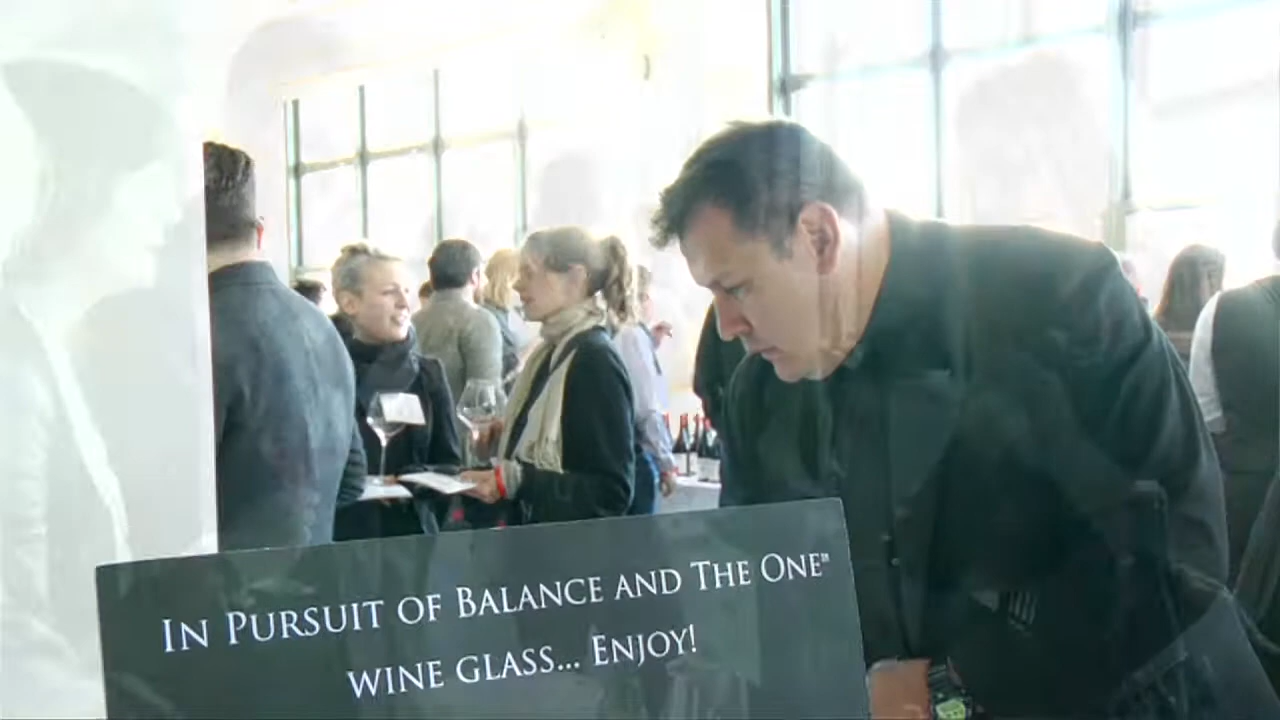 In Pursuit of Balance and The One™
wine glass... Enjoy!